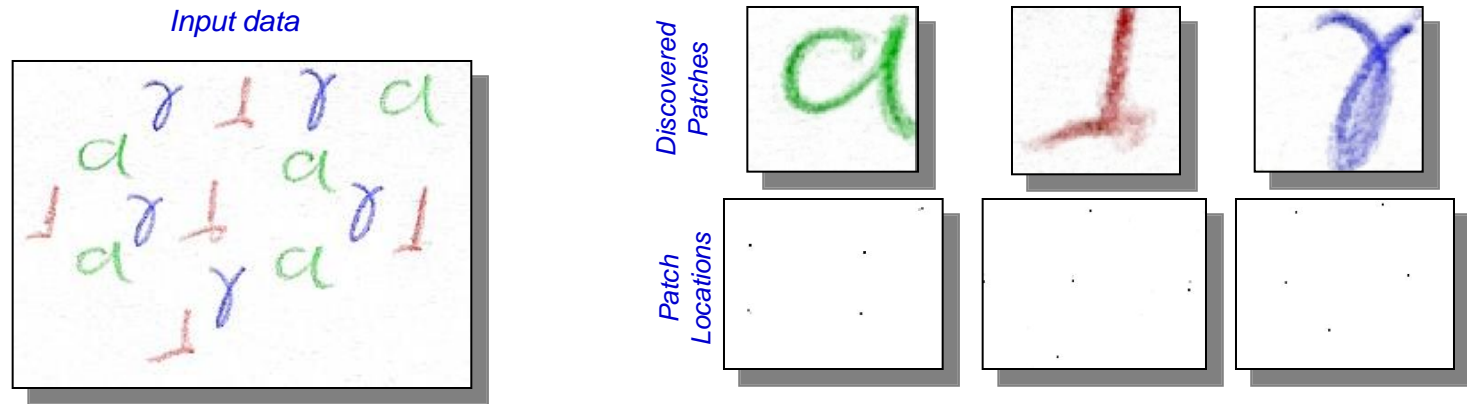 Input data
Discovered
Patches
Patch
Locations